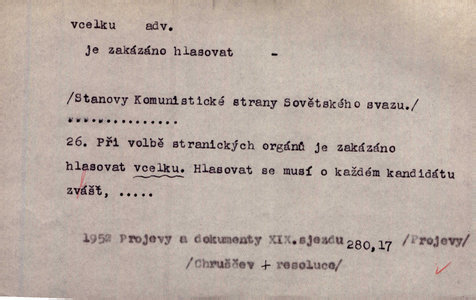 vcelku adv.
je zakázáno hlasovat -
/Stanovy Komunistické strany Sovětského svazu./
................
26. Při volbě stranických orgánů je zakázáno
hlasovat vcelku. Hlasovat se musí o každém kandidátu
zvášť, .....
1952 Projevy a dokumenty XIX.sjezdu 280,17 /Projevy/
/Chruščev + resoluce/